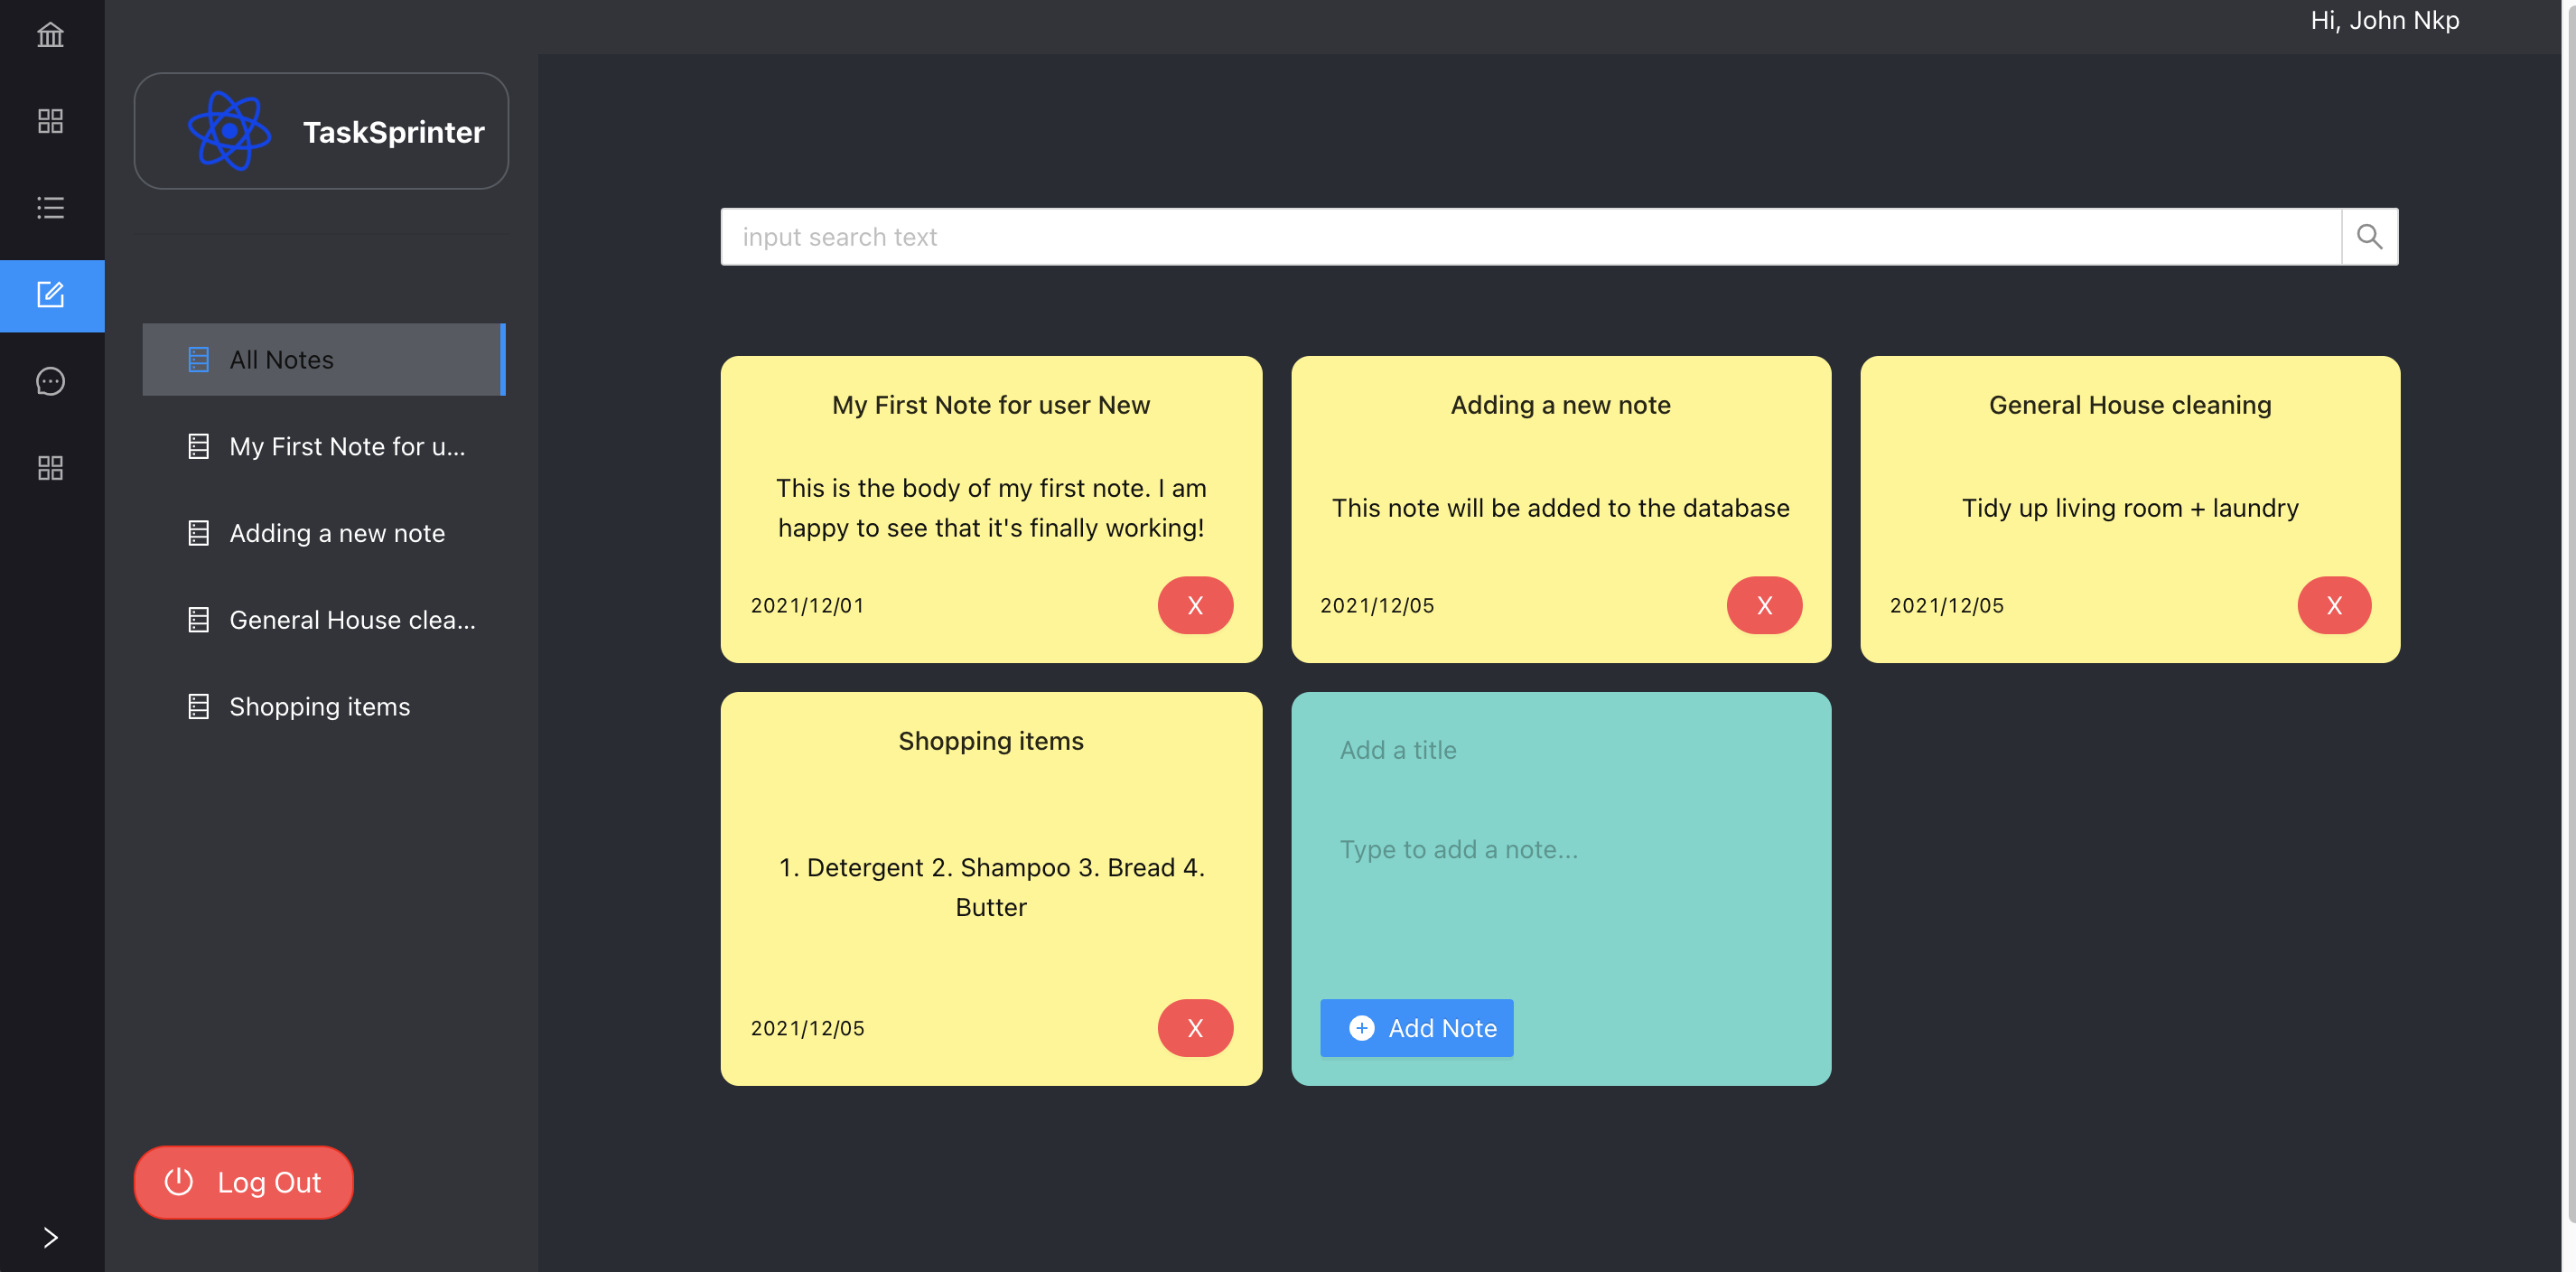 Hi, John Nkp
TaskSprinter
input search text
All Notes
My First Note for u...
Adding a new note
General House clea...
Shopping items
My First Note for user New
This is the body of my first note. I am
happy to see that it's finally working!
2021/12/01
X
Adding a new note
This note will be added to the database
2021/12/05
X
General House cleaning
Tidy up living room + laundry
2021/12/05
X
Shopping items
1. Detergent 2. Shampoo 3. Bread 4.
Butter
2021/12/05
X
Add a title
Type to add a note...
Add Note
Log Out